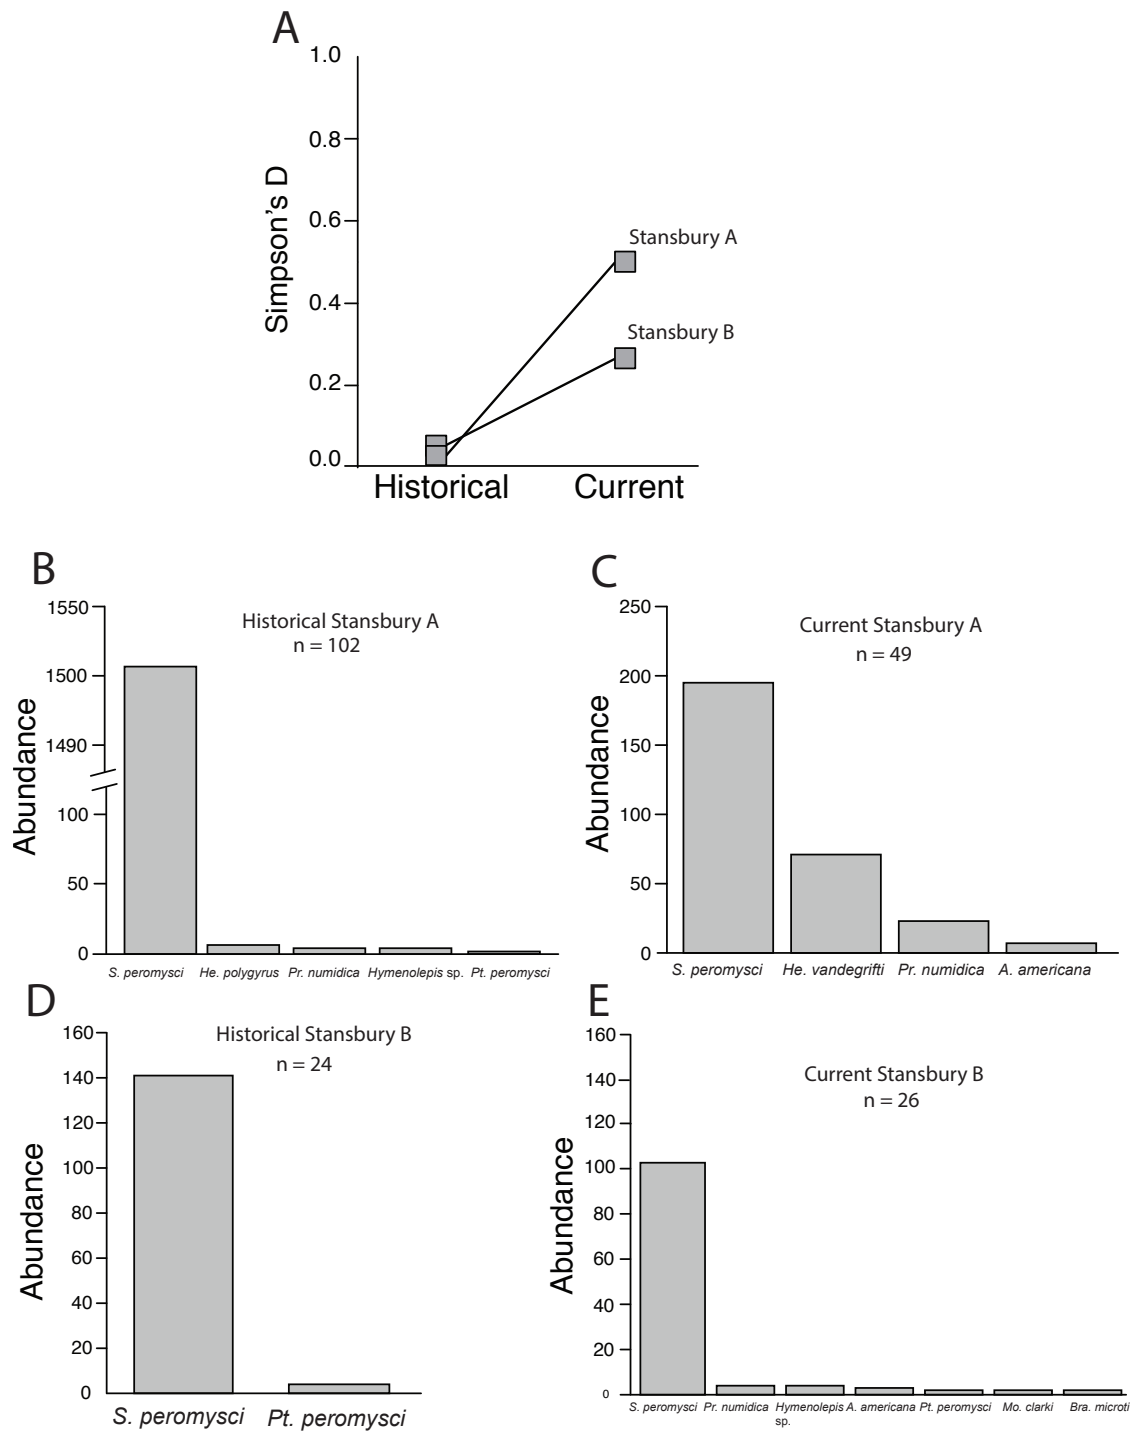 A
1.0
0.8
0.6
0.4
0.2
0.0
Simpson's D
Stansbury A
Stansbury B
Historical
Current
B
1550
1500
1490
100
50
0
Abundance
Historical Stansbury A
n = 102
S. peromysci He. polygyrus Pr. numidica Hymenolepis sp. Pt. peromysci
C
250
200
150
100
50
0
Abundance
Current Stansbury A
n = 49
S. peromysci He. vandegrifti Pr. numidica A. americana
D
160
140
120
100
80
60
40
20
0
Abundance
Historical Stansbury B
n = 24
S. peromysci Pt. peromysci
E
160
140
120
100
80
60
40
20
0
Abundance
Current Stansbury B
n = 26
S. peromysci Pr. numidica Hymenolepis A. americana Pt. peromysci Mo. clarki Bra. microti
sp.